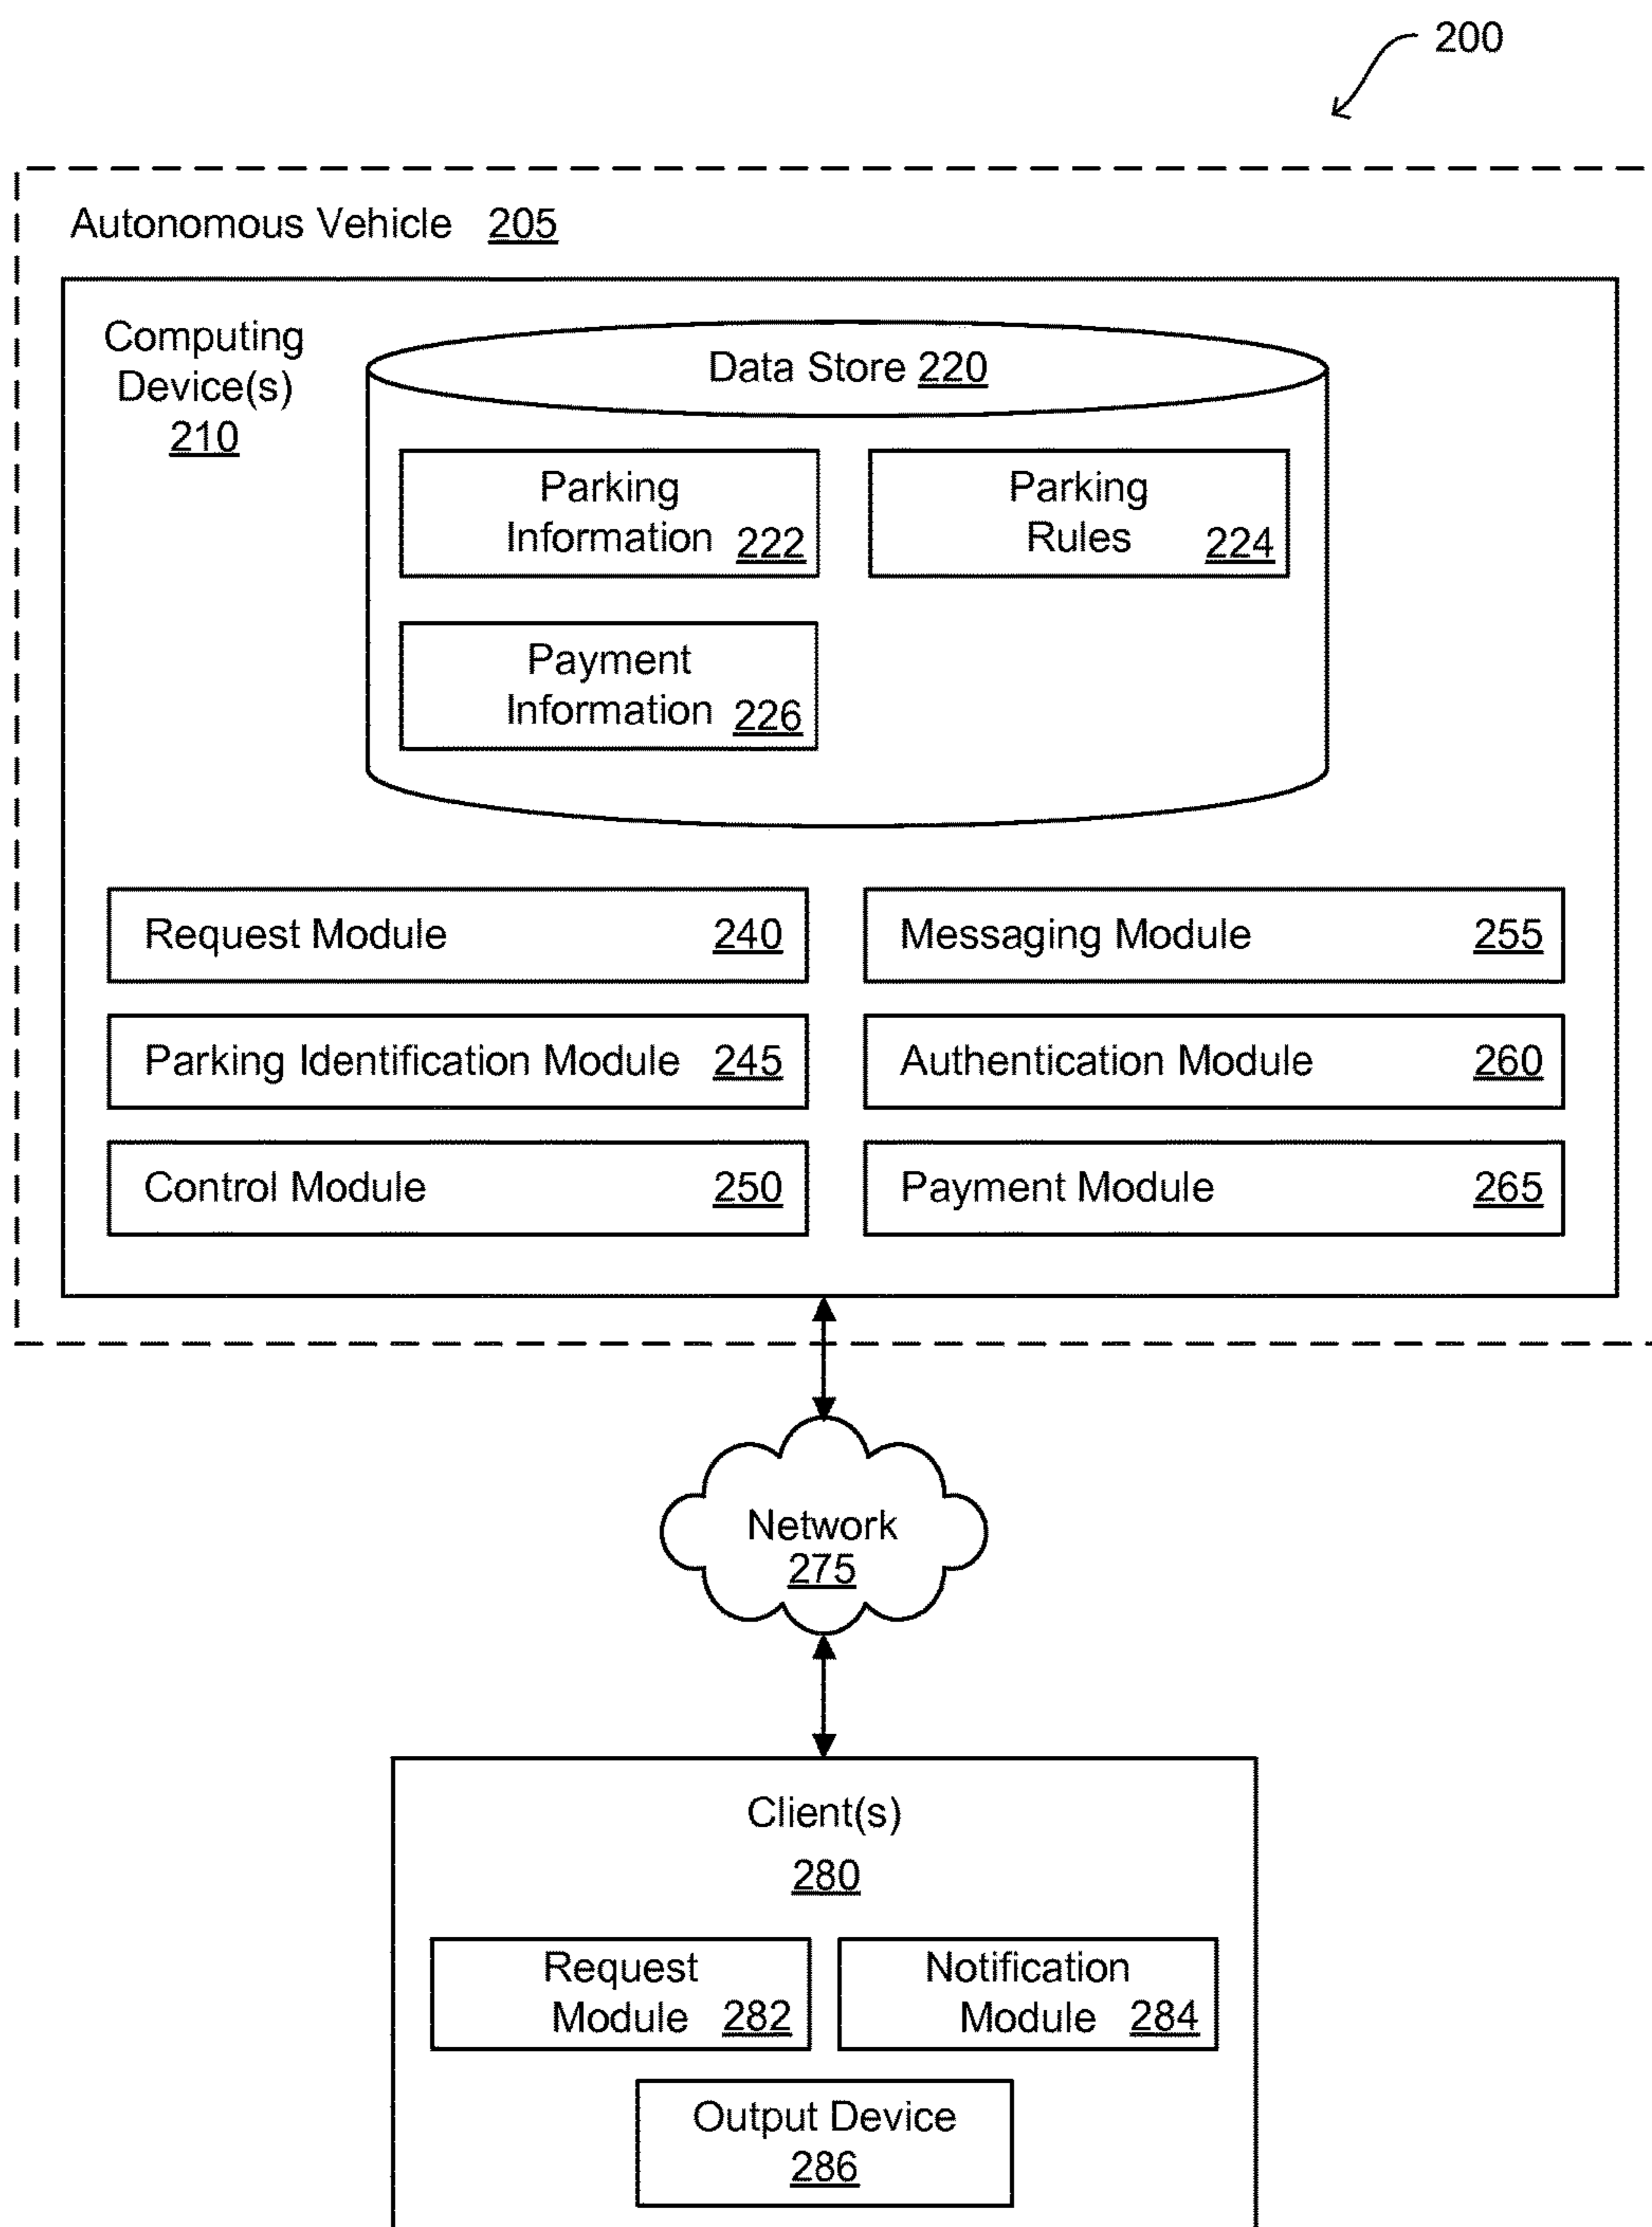 200
Autonomous Vehicle 205
Computing
Device(s)
210
Data Store 220
Parking
Information 222
Parking
Rules 224
Payment
Information 226
Request Module 240
Messaging Module 255
Parking Identification Module 245
Authentication Module 260
Control Module 250
Payment Module 265
Network
275
Client(s)
280
Request
Module 282
Notification
Module 284
Output Device
286